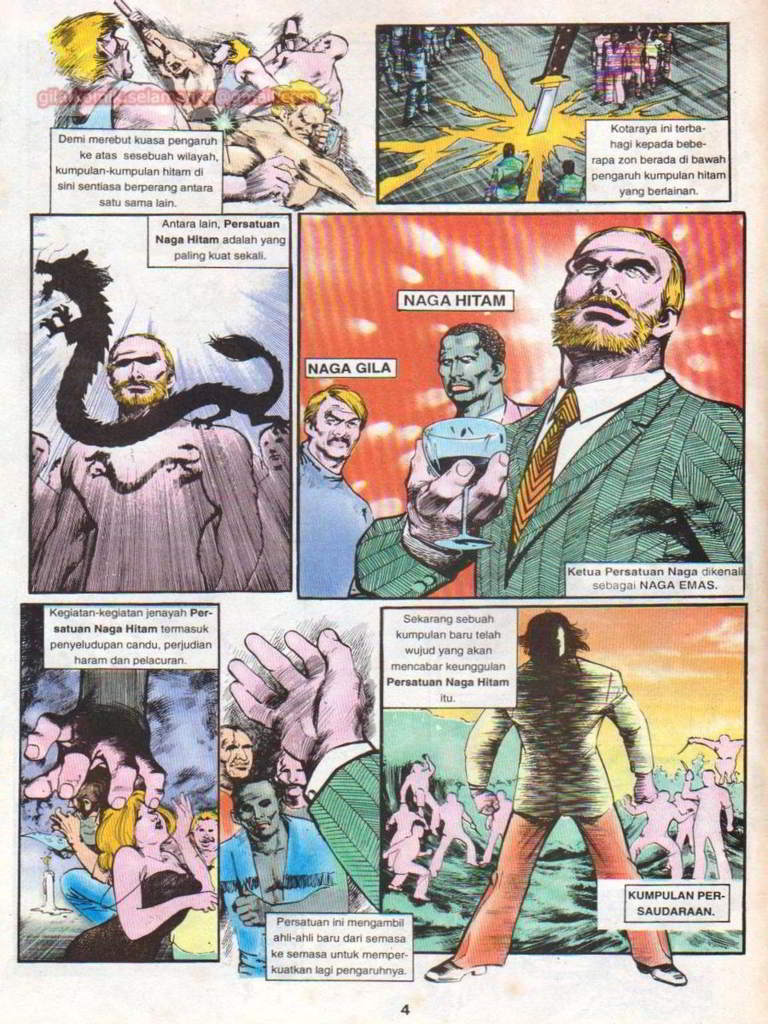 Demi merebut kuasa pengaruh
ke atas sesebuah wilayah,
kumpulan-kumpulan hitam di
sini sentiasa berperang antara
satu sama lain.
Kotaraya ini terba-
hagi kepada bebe-
rapa zon berada di bawah
pengaruh kumpulan hitam
yang berlainan.
Antara lain, Persatuan
Naga Hitam adalah yang
paling kuat sekali.
NAGA HITAM
NAGA GILA
Ketua Persatuan Naga dikenali
sebagai NAGA EMAS.
Kegiatan-kegiatan jenayah Per-
satuan Naga Hitam termasuk
penyeludupan candu, perjudian
haram dan pelacuran.
Persatuan ini mengambil
ahli-ahli baru dari semasa
ke semasa untuk memper-
kuatkan lagi pengaruhnya.
Sekarang sebuah
kumpulan baru telah
wujud yang akan
mencabar keunggulan
Persatuan Naga Hitam
itu.
KUMPULAN PER-
SAUDARAAN.
4